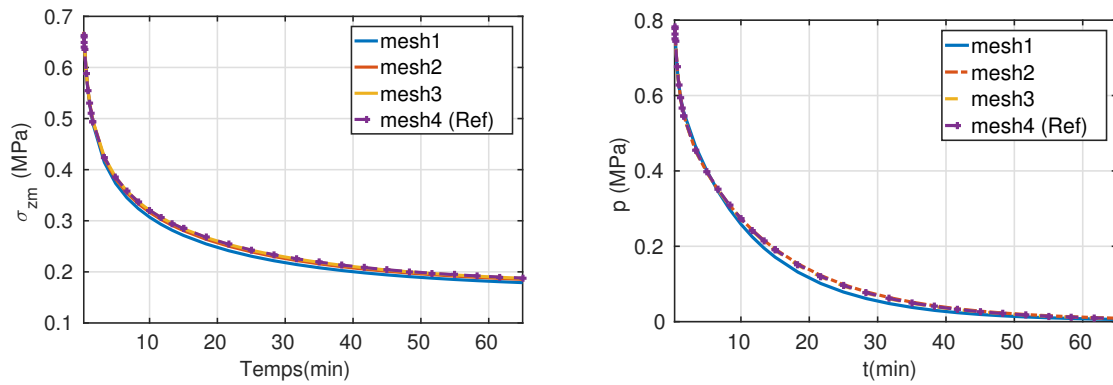 0.7
0.6
0.5
0.4
0.3
0.2
0.1
σzm (MPa)
10 20 30 40 50 60
Temps(min)
mesh1
mesh2
mesh3
mesh4 (Ref)
0.8
0.6
0.4
0.2
0
p (MPa)
10 20 30 40 50 60
t(min)
mesh1
mesh2
mesh3
mesh4 (Ref)